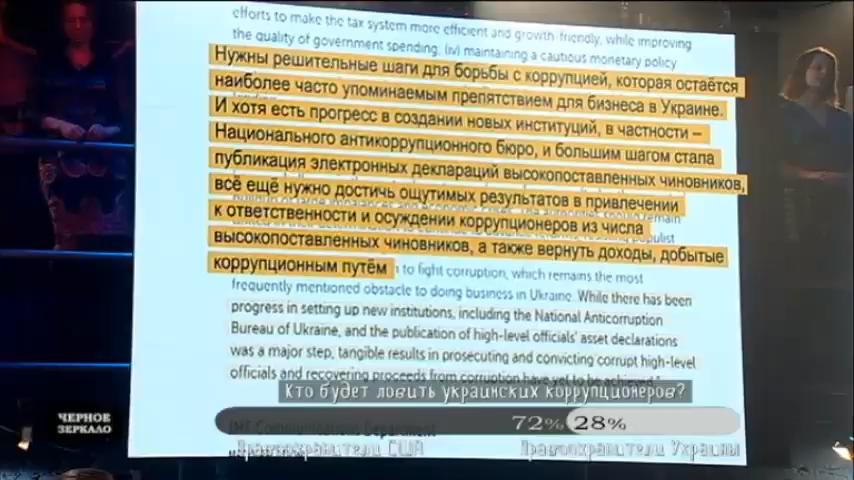 efforts to make the tax system more efficient and growth-friendly, while improving
the quality of government spending, (iv) maintaining a cautious monetary policy
Нужны решительные шаги для борьбы с коррупцией, которая остаётся
наиболее часто упоминаемым препятствием для бизнеса в Украине.
И хотя есть прогресс в создании новых институций, в частности –
Национального антикоррупционного бюро, и большим шагом стала
публикация электронных деклараций высокопоставленных чиновников,
всё ещё нужно достичь ощутимых результатов в привлечении
к ответственности и осуждении коррупционеров из числа
высокопоставленных чиновников, а также вернуть доходы, добытые
коррупционным путём
to fight corruption, which remains the most
frequently mentioned obstacle to doing business in Ukraine. While there has been
progress in setting up new institutions, including the National Anticorruption
Bureau of Ukraine, and the publication of high-level officials' asset declarations
was a major step, tangible results in prosecuting and convicting corrupt high-level
officials and recovering proceeds from corruption have yet to be achieved."
Кто будет ловить украинских коррупционеров?
ЧЕРНОЕ
ЗЕРКАЛО
72% 28%
IMF Communications Department
Правоохранители США Правоохранители Украины